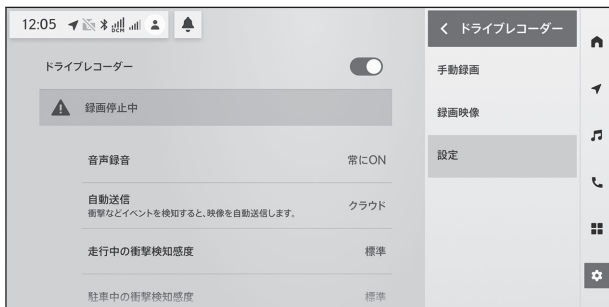 12:05
DCM
ドライブレコーダー
録画停止中
音声録音 常にON
自動送信 クラウド
衝撃などイベントを検知すると、映像を自動送信します。
走行中の衝撃検知感度 標準
駐車中の衝撃検知感度 標準
ドライブレコーダー
手動録画
録画映像
設定